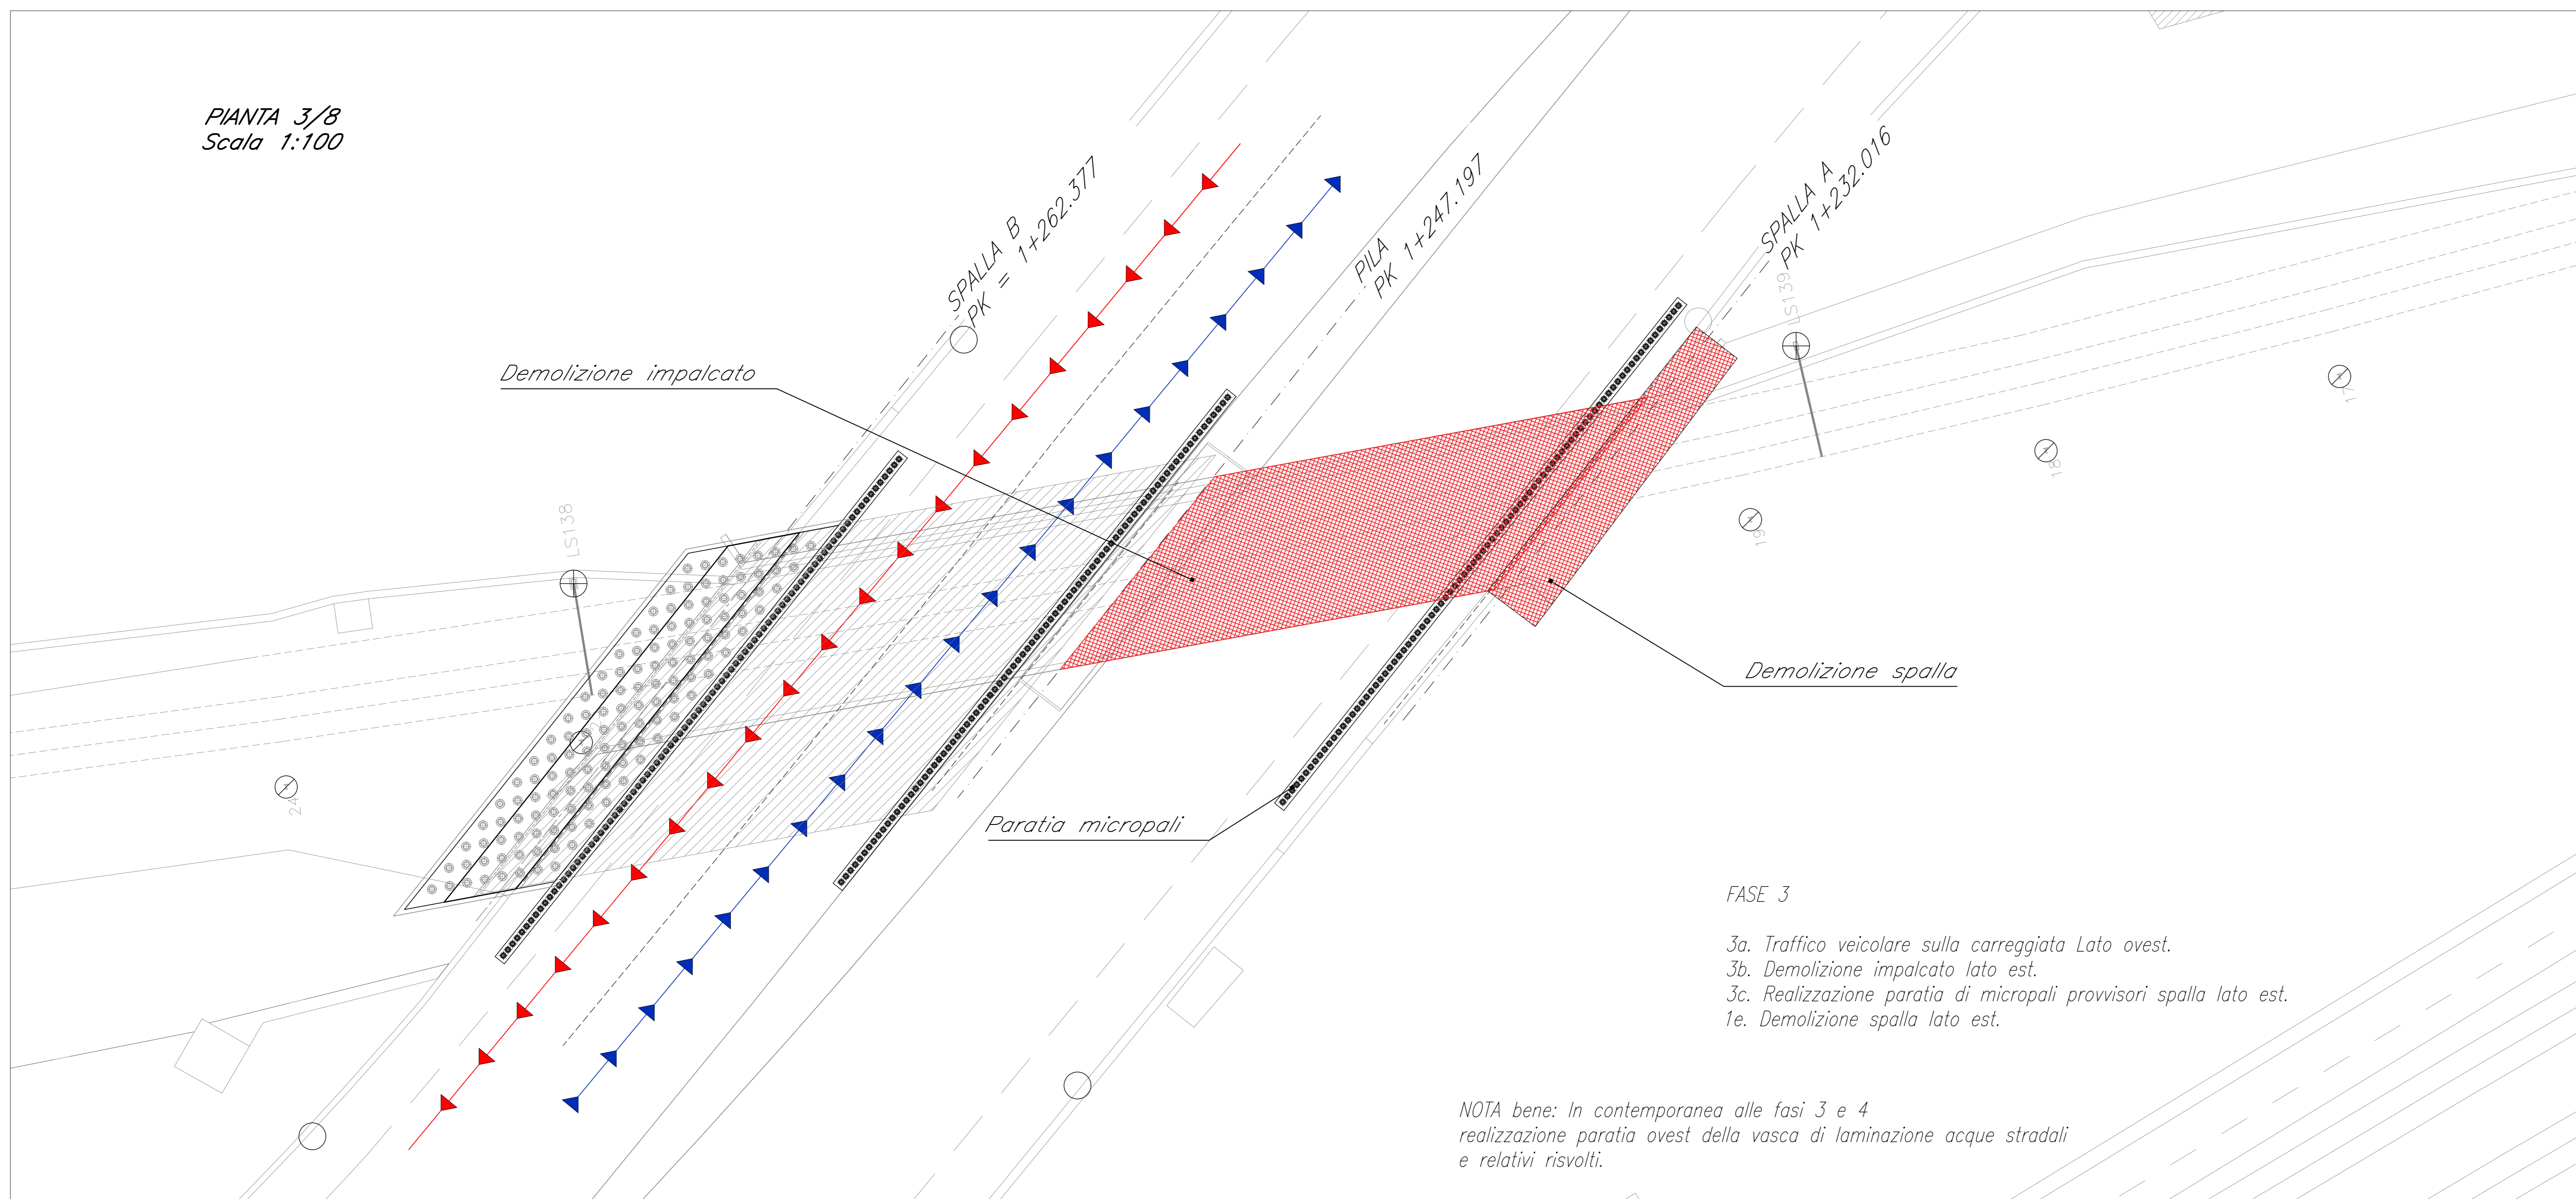 PIANTA 3/8
Scala 1:100
SPALLA B
PK = 1+262.377
PILA
PK 1+247.197
SPALLA A
PK 1+232.016
LS139
Demolizione impalcato
17
18
19
LS138
Demolizione spalla
24
Paratia micropali
FASE 3
3a. Traffico veicolare sulla carreggiata Lato ovest.
3b. Demolizione impalcato lato est.
3c. Realizzazione paratia di micropali provvisori spalla lato est.
1e. Demolizione spalla lato est.
NOTA bene: In contemporanea alle fasi 3 e 4
realizzazione paratia ovest della vasca di laminazione acque stradali
e relativi risvolti.